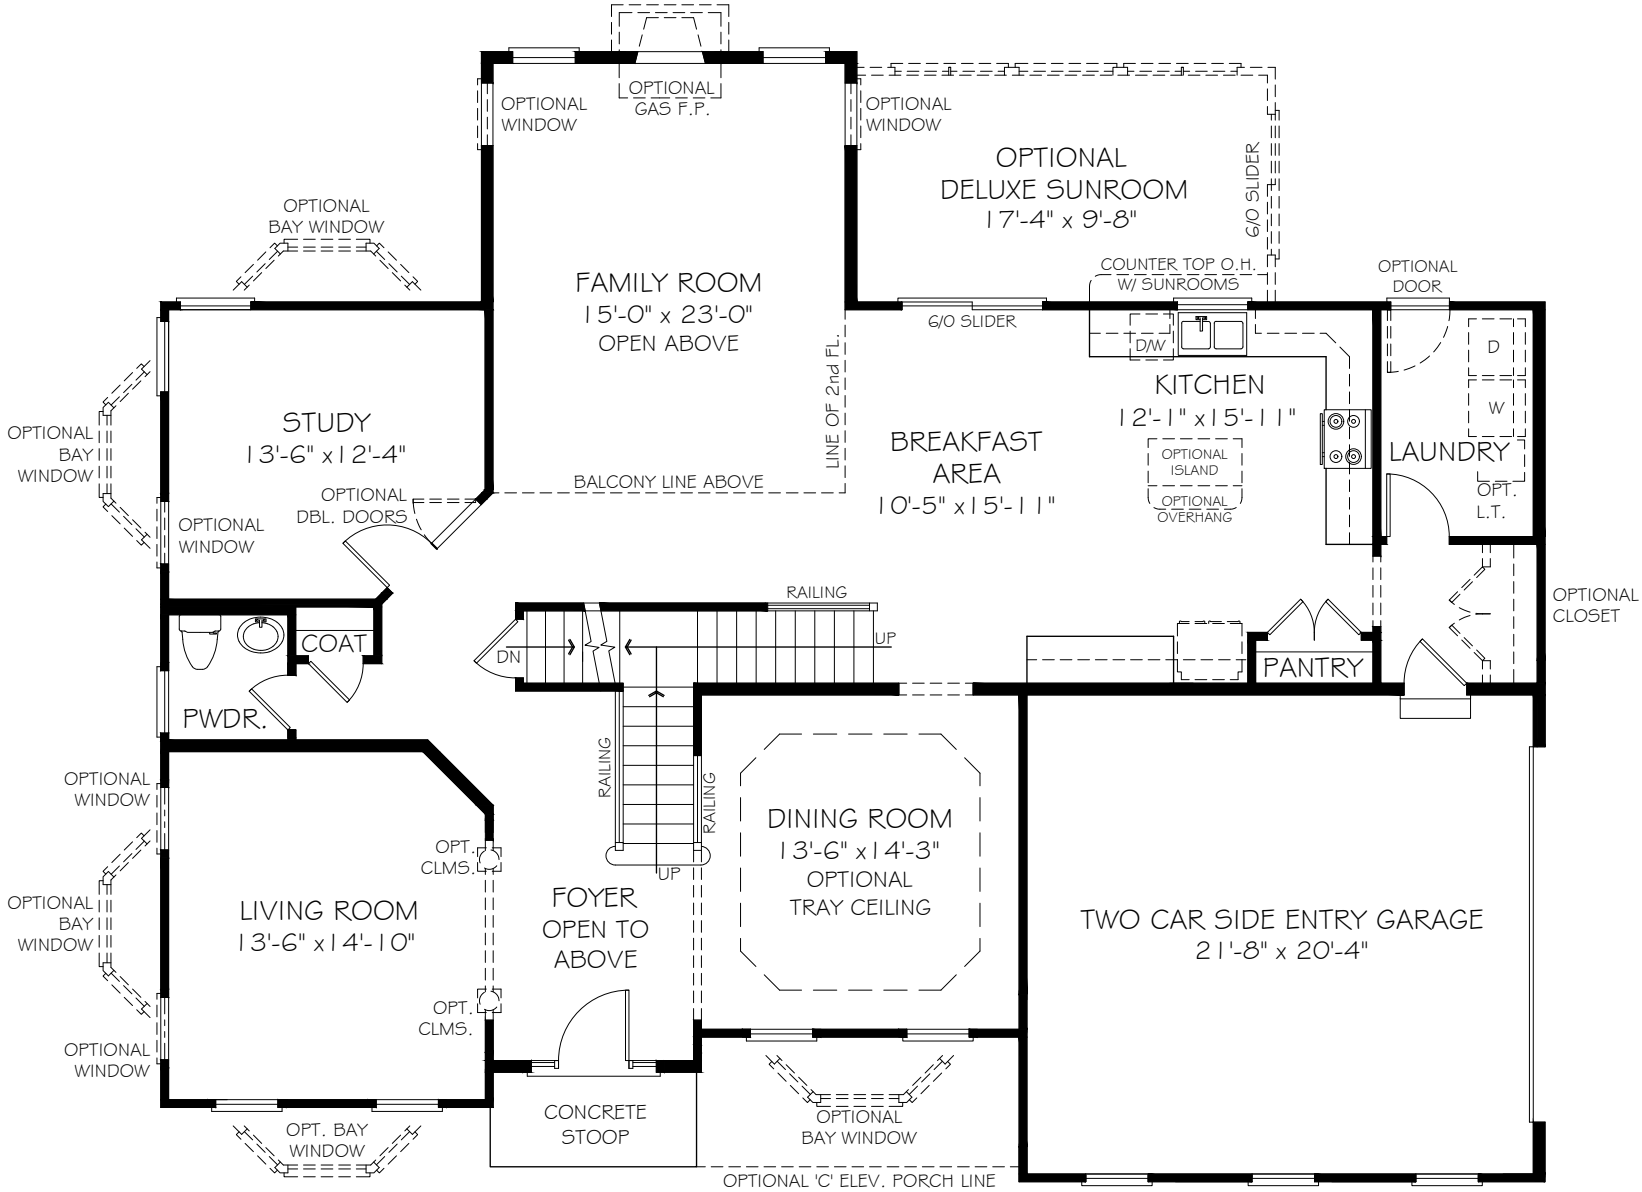 OPTIONAL
GAS F.P.
OPTIONAL
WINDOW
OPTIONAL
WINDOW
OPTIONAL
DELUXE SUNROOM
17'-4" x 9'-8"
6/0 SLIDER
OPTIONAL
BAY WINDOW
FAMILY ROOM
15'-0" x 23'-0"
OPEN ABOVE
COUNTER TOP O.H.
W/ SUNROOMS
OPTIONAL
DOOR
6/0 SLIDER
LINE OF 2nd FL.
D/W
D
W
KITCHEN
12'-1" x15'-11"
STUDY
13'-6" x12'-4"
OPTIONAL
BAY
WINDOW
BREAKFAST
AREA
10'-5" x15'-11"
OPTIONAL
ISLAND
OPTIONAL
OVERHANG
LAUNDRY
OPT.
L.T.
BALCONY LINE ABOVE
OPTIONAL
DBL. DOORS
OPTIONAL
WINDOW
RAILING
OPTIONAL
CLOSET
COAT
DN
UP
PANTRY
PWDR.
OPTIONAL
WINDOW
RAILING
RAILING
DINING ROOM
13'-6" x14'-3"
OPTIONAL
TRAY CEILING
OPT.
CLMS.
UP
OPTIONAL
BAY
WINDOW
LIVING ROOM
13'-6" x14'-10"
FOYER
OPEN TO
ABOVE
TWO CAR SIDE ENTRY GARAGE
21'-8" x 20'-4"
OPT.
CLMS.
OPTIONAL
WINDOW
OPT. BAY
WINDOW
CONCRETE
STOOP
OPTIONAL
BAY WINDOW
OPTIONAL 'C' ELEV. PORCH LINE